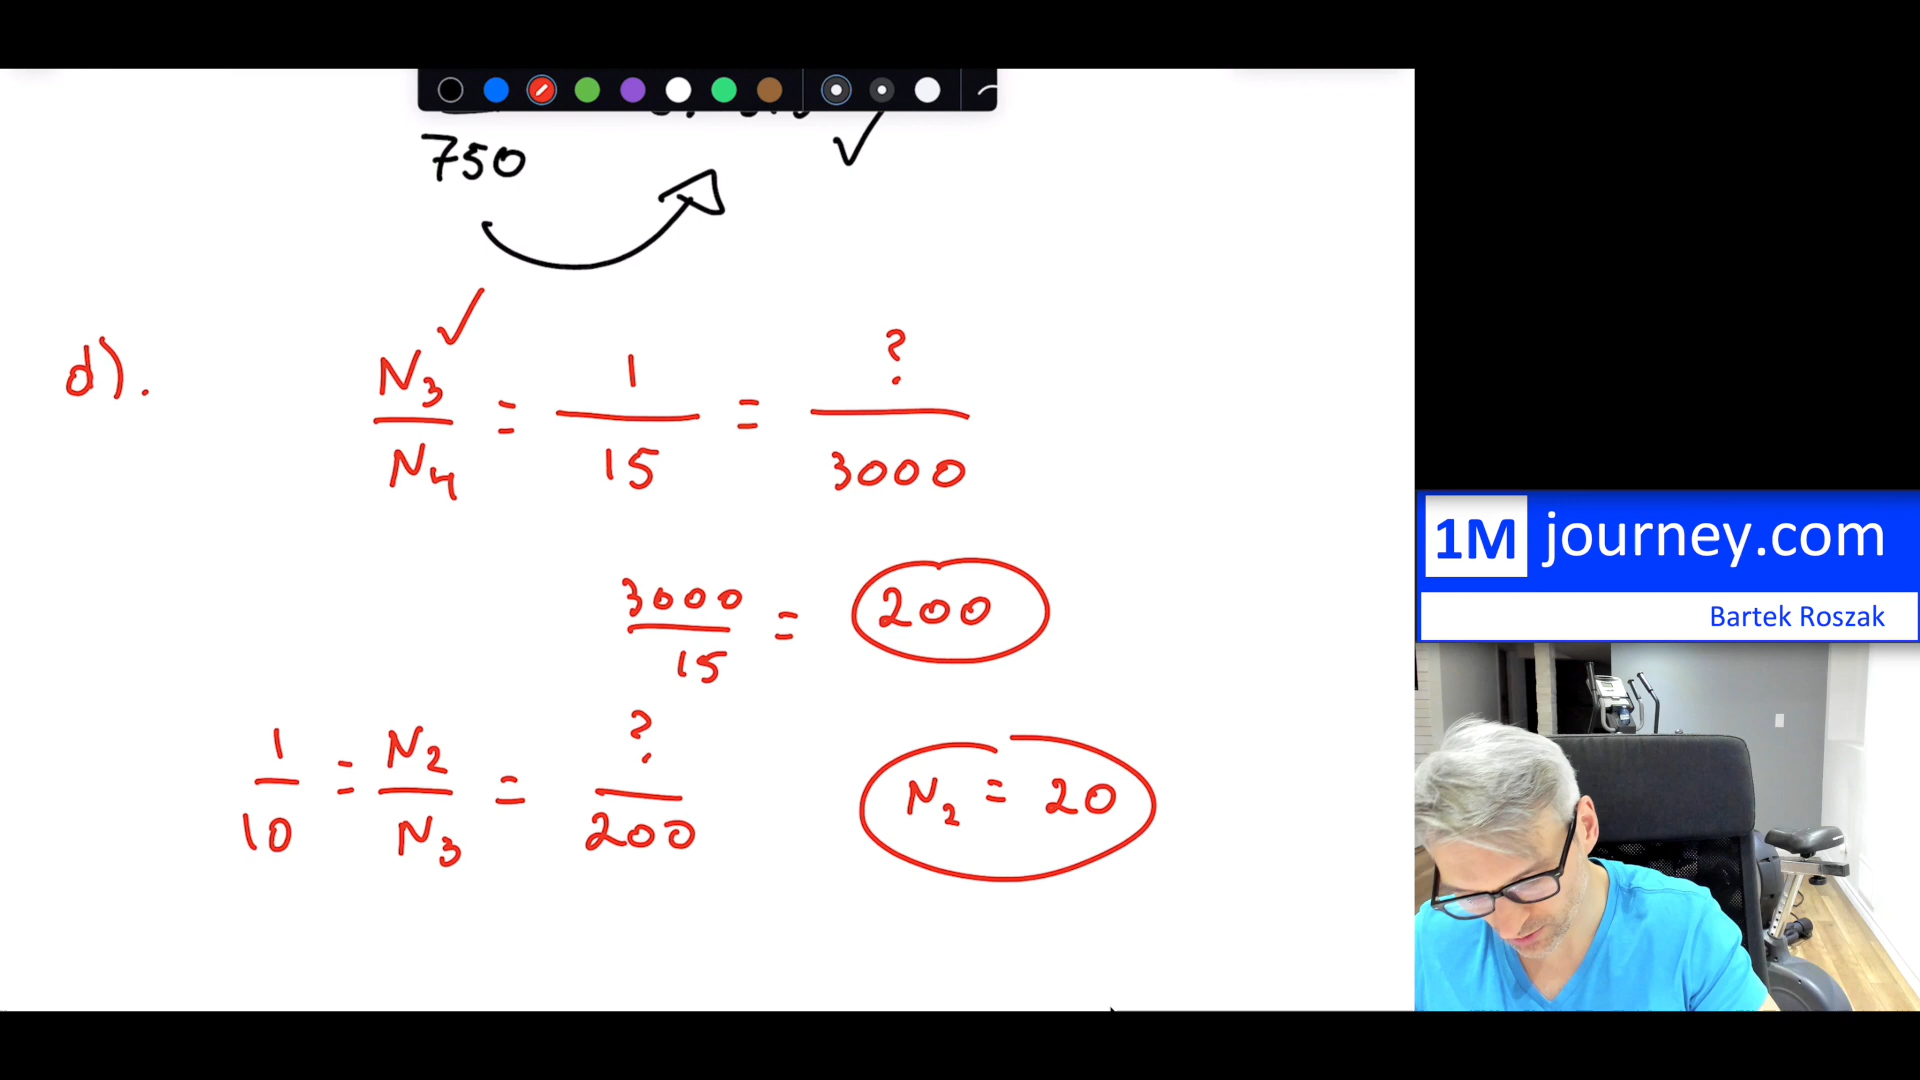 750
d).
N3 / N4 = 1 / 15 = ? / 3000
3000 / 15 = 200
1 / 10 = N2 / N3 = ? / 200
N2 = 20
1M journey.com
Bartek Roszak